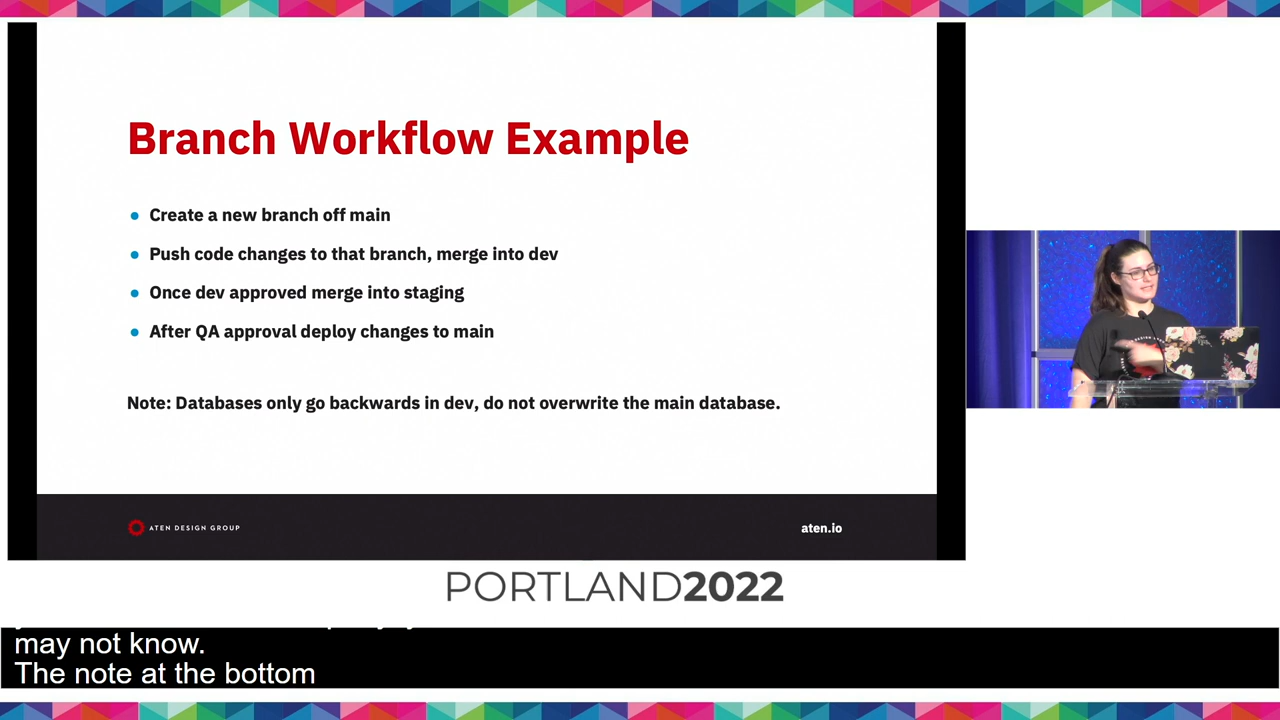 Branch Workflow Example
Create a new branch off main
Push code changes to that branch, merge into dev
Once dev approved merge into staging
After QA approval deploy changes to main
Note: Databases only go backwards in dev, do not overwrite the main database.
ATEN DESIGN GROUP
aten.io
PORTLAND2022
may not know.
The note at the bottom